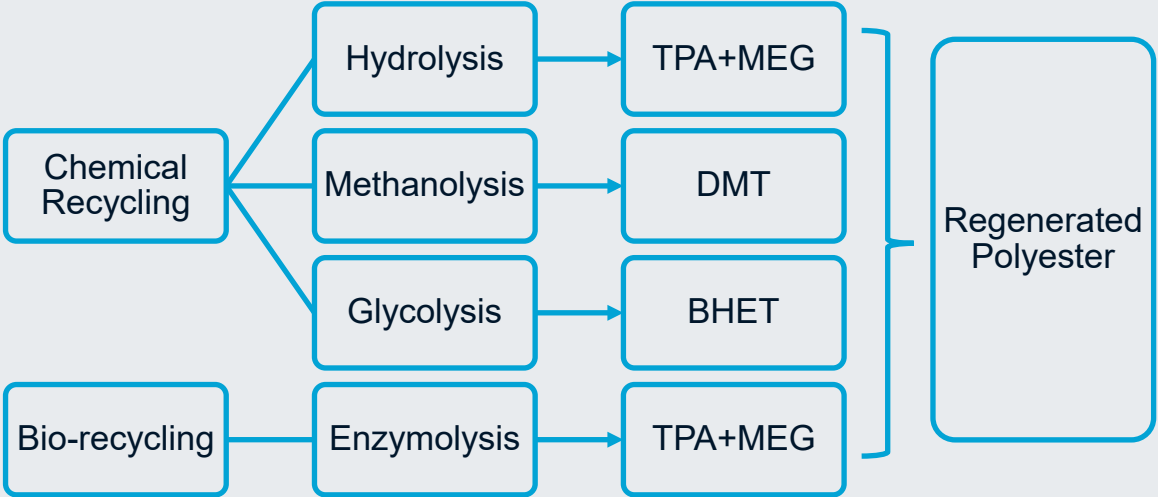 Hydrolysis
TPA+MEG
Chemical
Recycling
Methanolysis
DMT
Regenerated
Polyester
Glycolysis
BHET
Bio-recycling
Enzymolysis
TPA+MEG